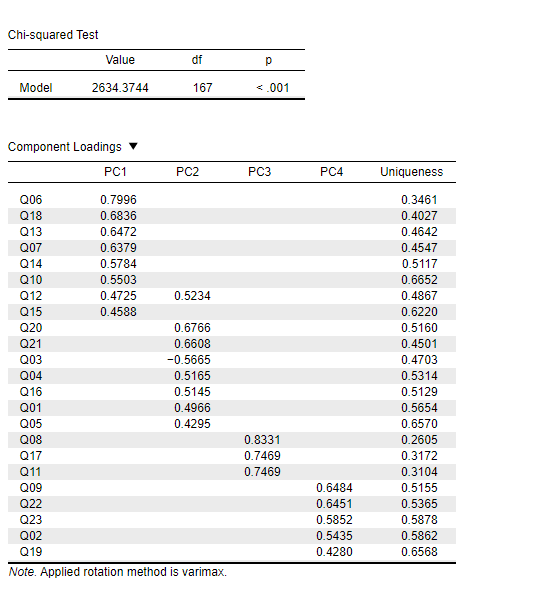 Chi-squared Test
Value df p
Model 2634.3744 167 < .001
Component Loadings ▼
PC1 PC2 PC3 PC4 Uniqueness
Q06 0.7996 0.3461
Q18 0.6836 0.4027
Q13 0.6472 0.4642
Q07 0.6379 0.4547
Q14 0.5784 0.5117
Q10 0.5503 0.6652
Q12 0.4725 0.5234 0.4867
Q15 0.4588 0.6220
Q20 0.6766 0.5160
Q21 0.6608 0.4501
Q03 −0.5665 0.4703
Q04 0.5165 0.5314
Q16 0.5145 0.5129
Q01 0.4966 0.5654
Q05 0.4295 0.6570
Q08 0.8331 0.2605
Q17 0.7469 0.3172
Q11 0.7469 0.3104
Q09 0.6484 0.5155
Q22 0.6451 0.5365
Q23 0.5852 0.5878
Q02 0.5435 0.5862
Q19 0.4280 0.6568
Note. Applied rotation method is varimax.